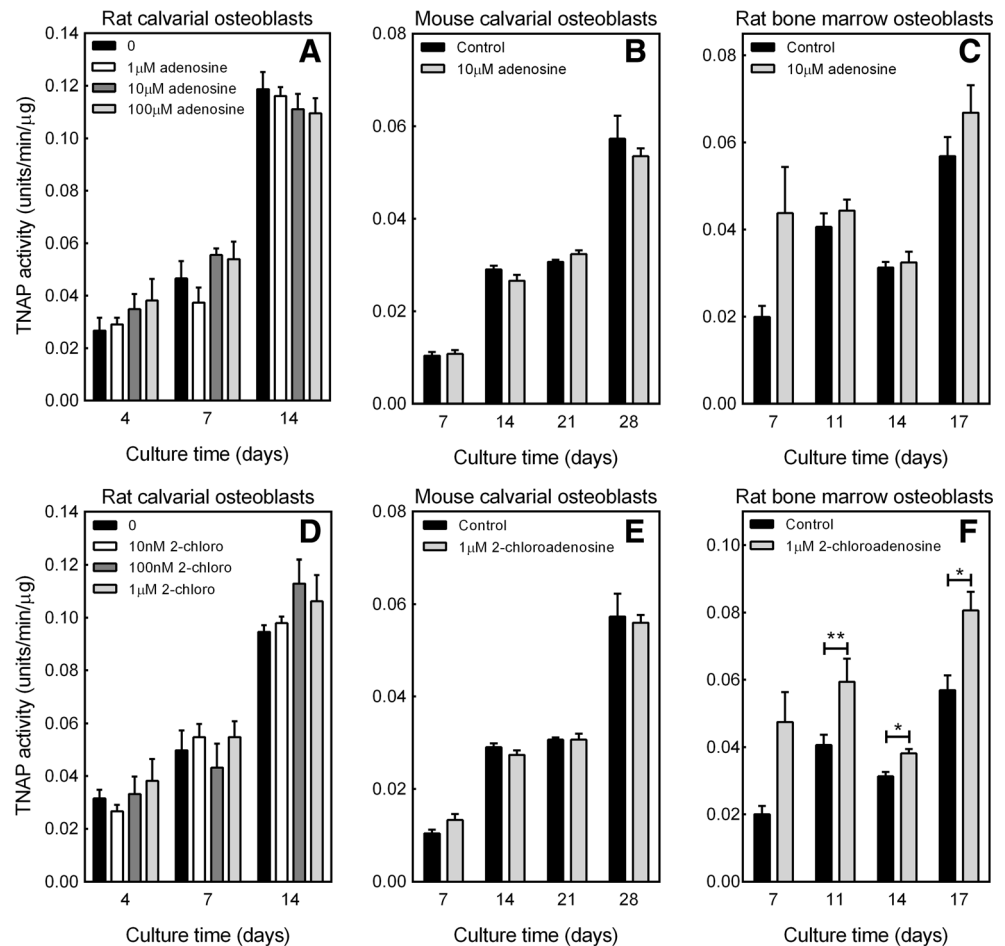 Rat calvarial osteoblasts
A
0
1μM adenosine
10μM adenosine
100μM adenosine
TNAP activity (units/min/μg)
0.14
0.12
0.10
0.08
0.06
0.04
0.02
0.00
4 7 14
Culture time (days)
Mouse calvarial osteoblasts
B
Control
10μM adenosine
0.08
0.06
0.04
0.02
0.00
7 14 21 28
Culture time (days)
Rat bone marrow osteoblasts
C
Control
10μM adenosine
0.08
0.06
0.04
0.02
0.00
7 11 14 17
Culture time (days)
Rat calvarial osteoblasts
D
0
10nM 2-chloro
100nM 2-chloro
1μM 2-chloro
TNAP activity (units/min/μg)
0.14
0.12
0.10
0.08
0.06
0.04
0.02
0.00
4 7 14
Culture time (days)
Mouse calvarial osteoblasts
E
Control
1μM 2-chloroadenosine
0.08
0.06
0.04
0.02
0.00
7 14 21 28
Culture time (days)
Rat bone marrow osteoblasts
F
Control
1μM 2-chloroadenosine
0.10
0.08
0.06
0.04
0.02
0.00
**
*
*
7 11 14 17
Culture time (days)